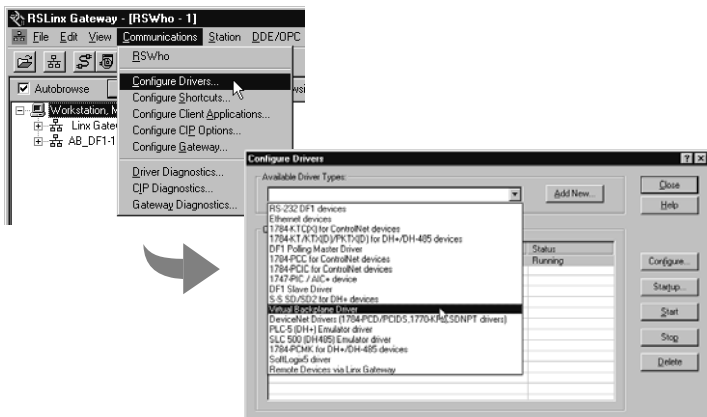 RSLinx Gateway - [RSWho - 1]
File Edit View Communications Station DDE/OPC
RSWho
Autobrowse
Configure Drivers...
Configure Shortcuts...
Configure Client Applications...
Configure CIP Options...
Configure Gateway...
Driver Diagnostics...
CIP Diagnostics...
Gateway Diagnostics...
Workstation,
Linx
AB_DF1-1
Configure Drivers
Available Driver Types:
Add New...
Close
Help
RS-232 DF1 devices
Ethernet devices
1784-KTC(X) for ControlNet devices
1784-KT/KTX(D)/PKTX(D) for DH+/DH-485 devices
DF1 Polling Master Driver
1784-PCC for ControlNet devices
1784-PCIC for ControlNet devices
1747-PIC / AIC+ device
DF1 Slave Driver
S-S SD/SD2 for DH+ devices
Virtual Backplane Driver
DeviceNet Drivers (1784-PCD/PCIDS,1770-KFD,SDNPT drivers)
PLC-5 (DH+) Emulator driver
SLC 500 (DH485) Emulator driver
1784-PCMK for DH+/DH-485 devices
SoftLogix5 driver
Remote Devices via Linx Gateway
Status
Running
Configure...
Startup...
Start
Stop
Delete